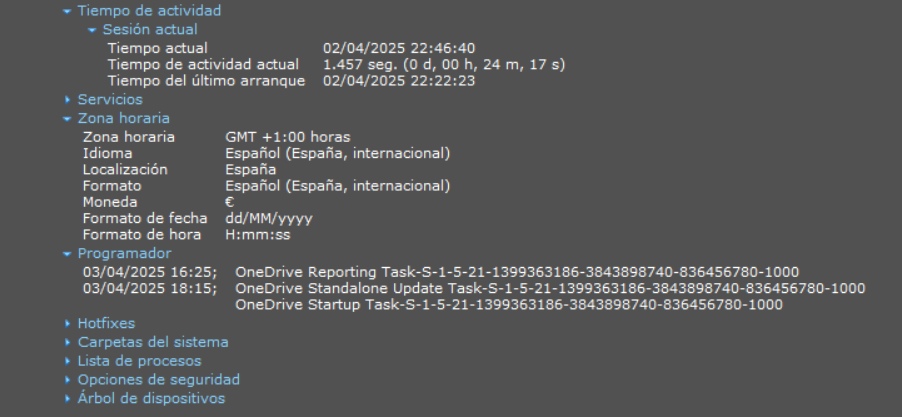 Tiempo de actividad
Sesión actual
Tiempo actual 02/04/2025 22:46:40
Tiempo de actividad actual 1.457 seg. (0 d, 00 h, 24 m, 17 s)
Tiempo del último arranque 02/04/2025 22:22:23
Servicios
Zona horaria
Zona horaria GMT +1:00 horas
Idioma Español (España, internacional)
Localización España
Formato Español (España, internacional)
Moneda €
Formato de fecha dd/MM/yyyy
Formato de hora H:mm:ss
Programador
03/04/2025 16:25; OneDrive Reporting Task-S-1-5-21-1399363186-3843898740-836456780-1000
03/04/2025 18:15; OneDrive Standalone Update Task-S-1-5-21-1399363186-3843898740-836456780-1000
OneDrive Startup Task-S-1-5-21-1399363186-3843898740-836456780-1000
Hotfixes
Carpetas del sistema
Lista de procesos
Opciones de seguridad
Árbol de dispositivos